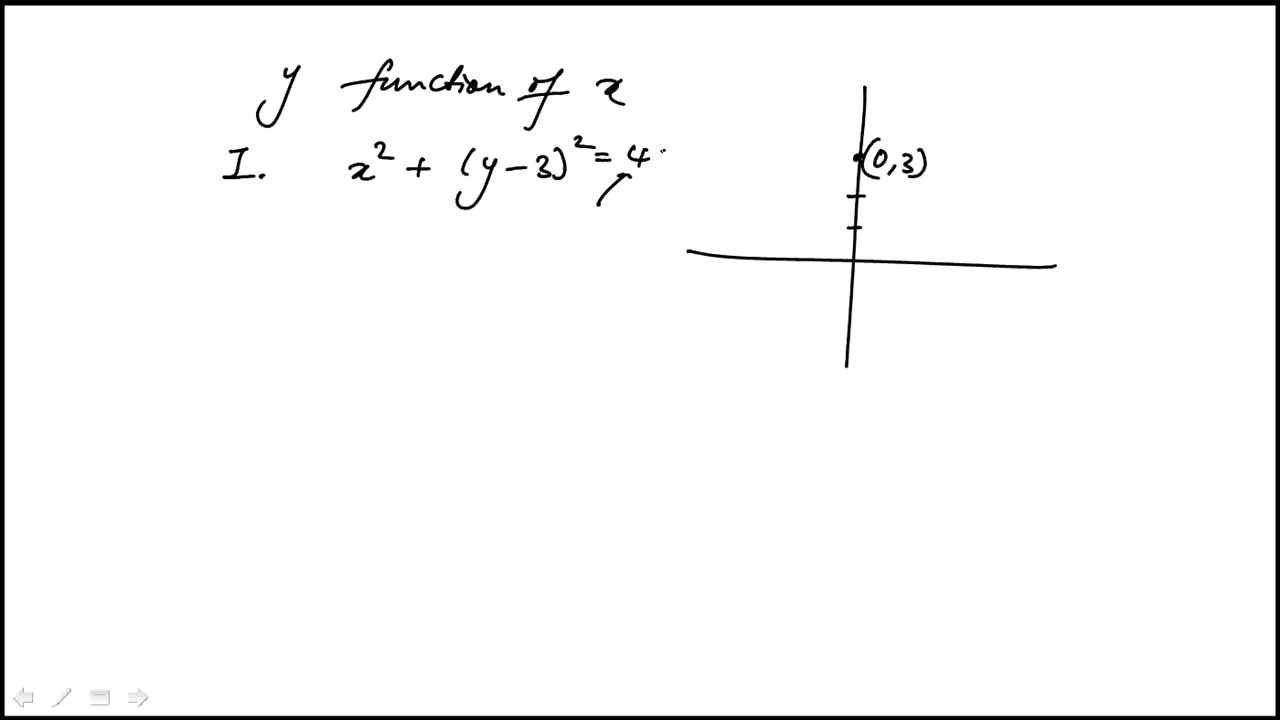 y function of x
I. x² + (y-3)² = 4
(0,3)